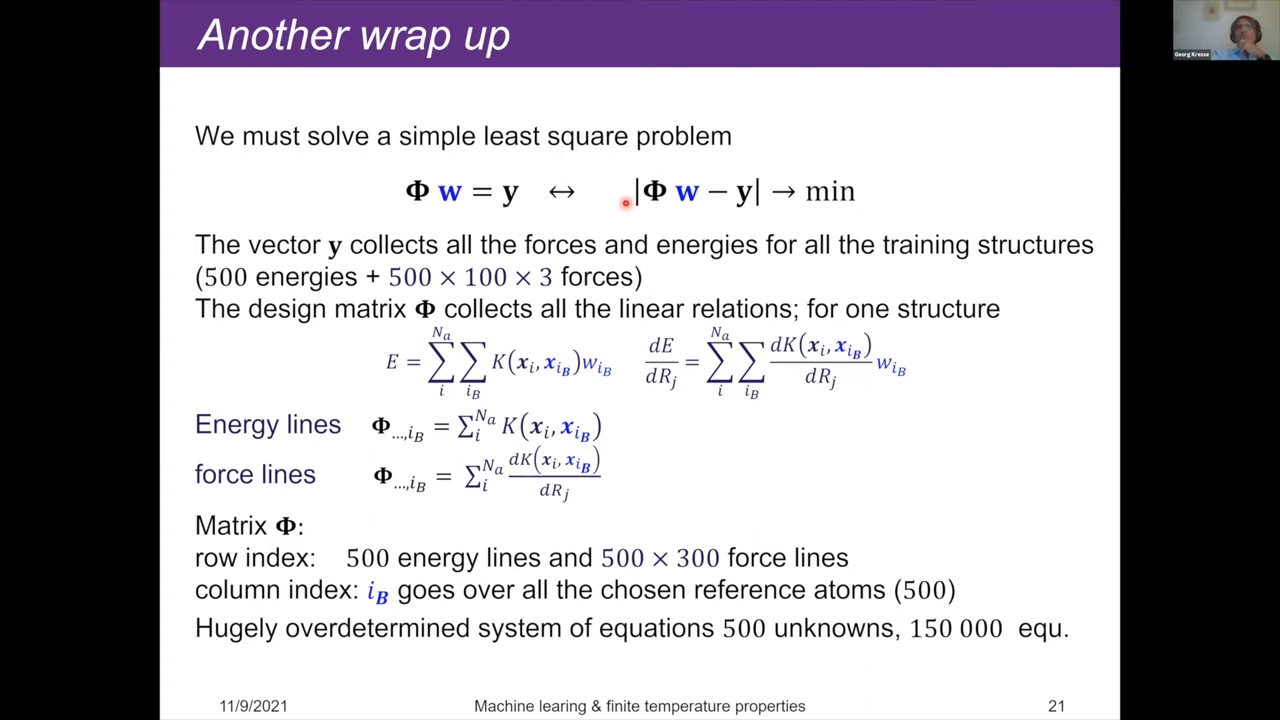 Another wrap up
Georg Kresse
We must solve a simple least square problem
Φ w = y ↔ |Φ w − y| → min
The vector y collects all the forces and energies for all the training structures
(500 energies + 500 × 100 × 3 forces)
The design matrix Φ collects all the linear relations; for one structure
E = ∑_i^{N_a} ∑_{i_B} K(x_i, x_{i_B}) w_{i_B} dE/dR_j = ∑_i^{N_a} ∑_{i_B} dK(x_i, x_{i_B})/dR_j w_{i_B}
Energy lines Φ_{…,i_B} = ∑_i^{N_a} K(x_i, x_{i_B})
force lines Φ_{…,i_B} = ∑_i^{N_a} dK(x_i, x_{i_B})/dR_j
Matrix Φ:
row index: 500 energy lines and 500 × 300 force lines
column index: i_B goes over all the chosen reference atoms (500)
Hugely overdetermined system of equations 500 unknowns, 150 000 equ.
11/9/2021 Machine learing & finite temperature properties 21